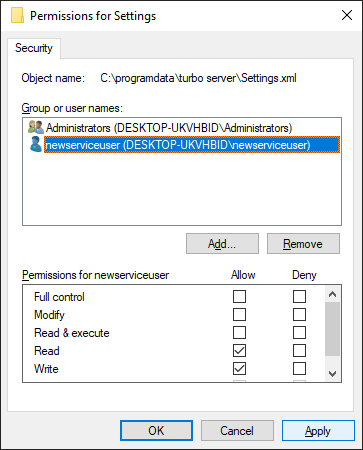 Permissions for Settings
Security
Object name: C:\programdata\turbo server\Settings.xml
Group or user names:
Administrators (DESKTOP-UKVHBID\Administrators)
newserviceuser (DESKTOP-UKVHBID\newserviceuser)
Add... Remove
Permissions for newserviceuser Allow Deny
Full control
Modify
Read & execute
Read
Write
OK Cancel Apply